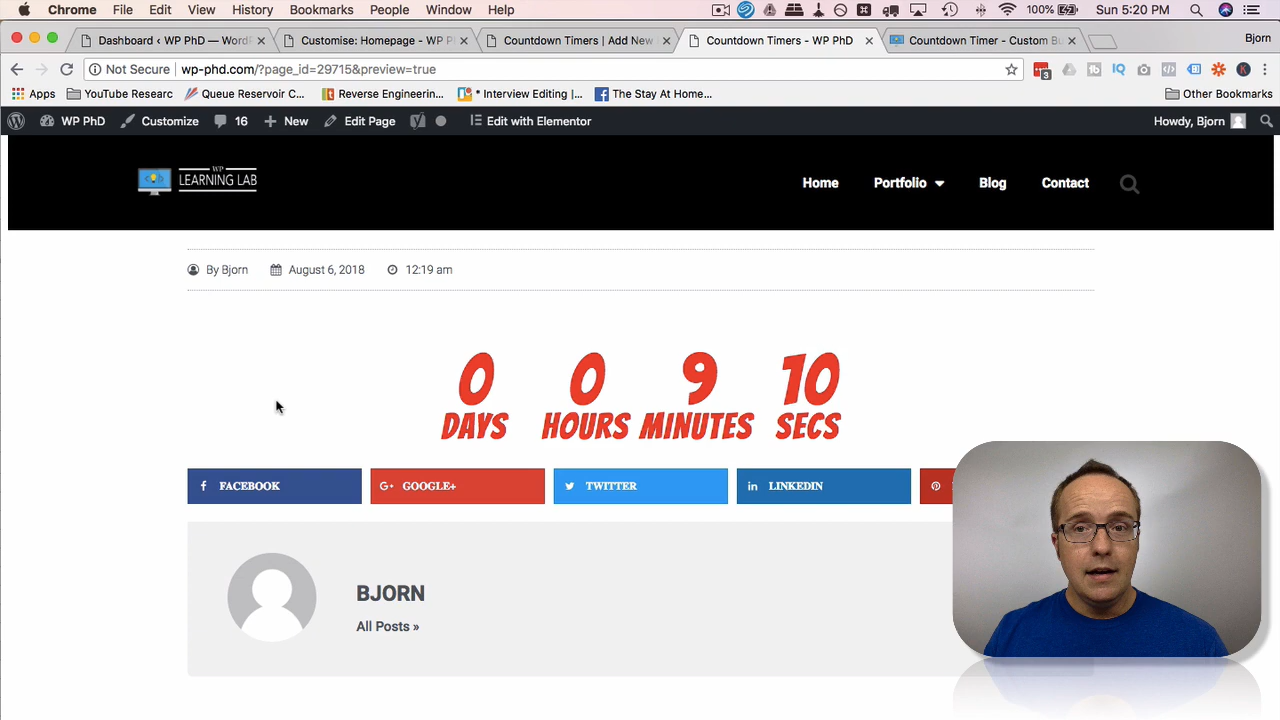 Chrome File Edit View History Bookmarks People Window Help 100% Sun 5:20 PM
Dashboard ‹ WP PhD — WordP Customise: Homepage - WP P Countdown Timers | Add New Countdown Timers - WP PhD Countdown Timer - Custom Bu Bjorn
Not Secure wp-phd.com/?page_id=29715&preview=true 3 K
Apps YouTube Researc Queue Reservoir C... Reverse Engineerin... * Interview Editing |... The Stay At Home... Other Bookmarks
WP PhD Customize 16 New Edit Page Edit with Elementor Howdy, Bjorn
WP
LEARNING LAB
Home Portfolio Blog Contact
By Bjorn August 6, 2018 12:19 am
0 0 9 10
DAYS HOURS MINUTES SECS
FACEBOOK GOOGLE+ TWITTER LINKEDIN
BJORN
All Posts »